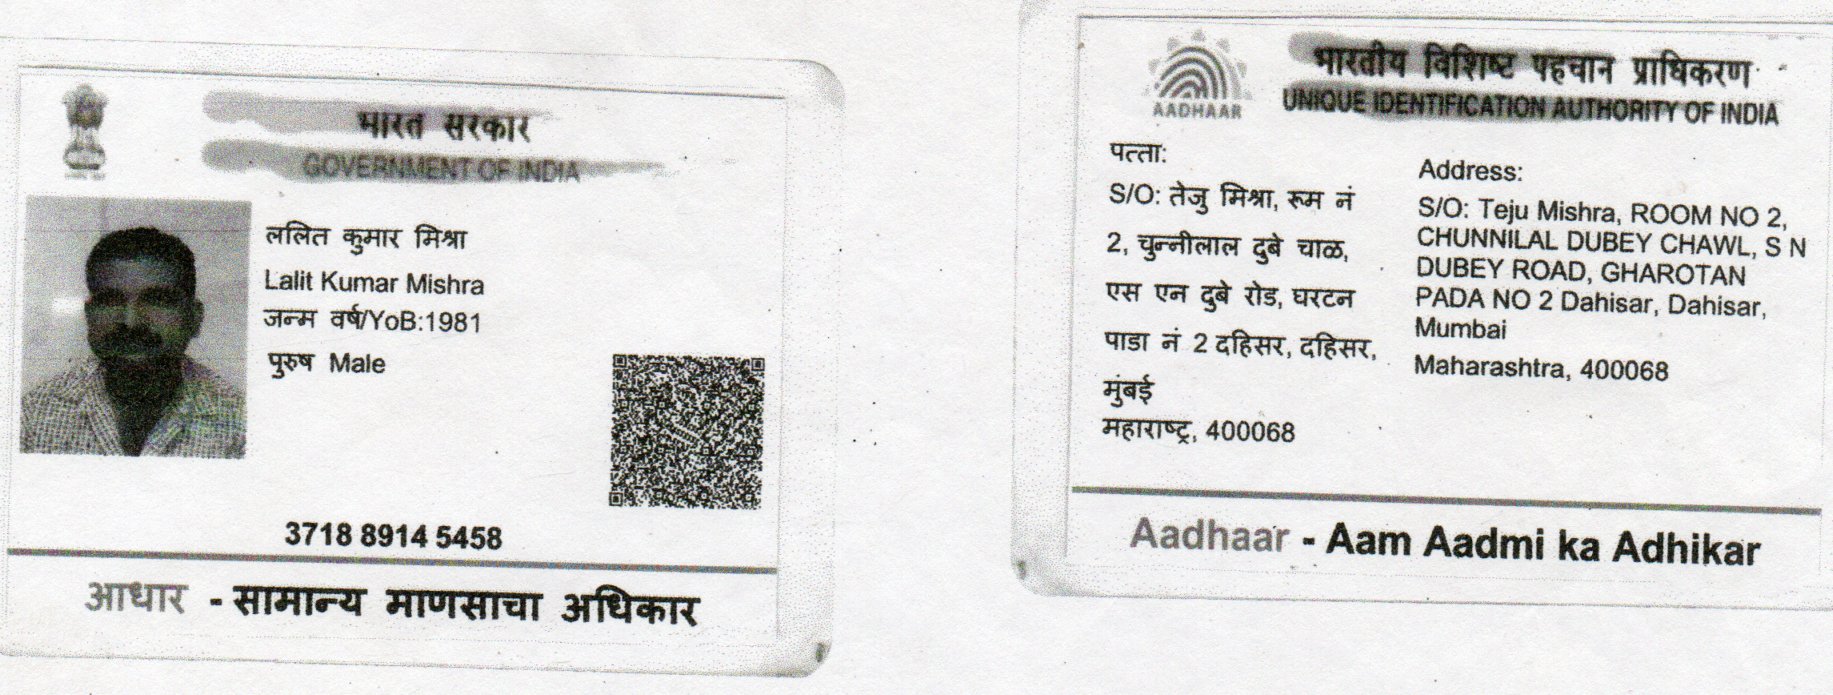 भारत सरकार
GOVERNMENT OF INDIA
ललित कुमार मिश्रा
Lalit Kumar Mishra
जन्म वर्ष/YoB:1981
पुरुष Male
3718 8914 5458
आधार - सामान्य माणसाचा अधिकार
AADHAAR
भारतीय विशिष्ट पहचान प्राधिकरण
UNIQUE IDENTIFICATION AUTHORITY OF INDIA
पत्ता:
S/O: तेजु मिश्रा, रूम नं
2, चुन्नीलाल दुबे चाळ,
एस एन दुबे रोड, घरटन
पाडा नं 2 दहिसर, दहिसर,
मुंबई
महाराष्ट्र, 400068
Address:
S/O: Teju Mishra, ROOM NO 2,
CHUNNILAL DUBEY CHAWL, S N
DUBEY ROAD, GHAROTAN
PADA NO 2 Dahisar, Dahisar,
Mumbai
Maharashtra, 400068
Aadhaar - Aam Aadmi ka Adhikar